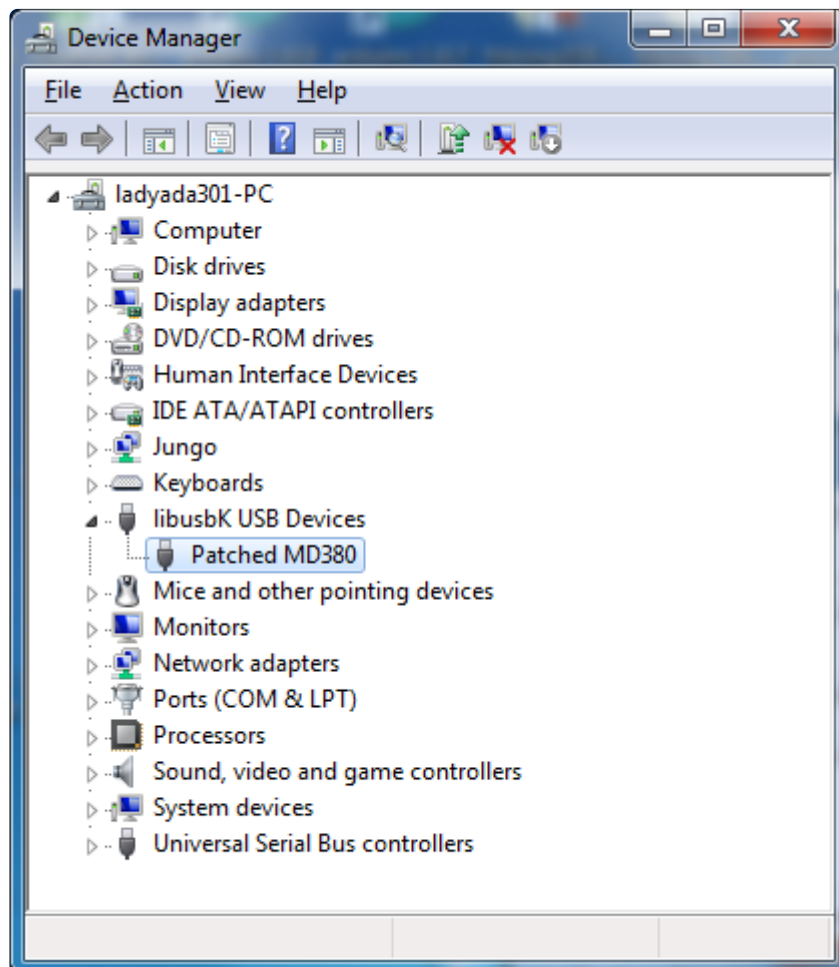 Device Manager
File Action View Help
ladyada301-PC
Computer
Disk drives
Display adapters
DVD/CD-ROM drives
Human Interface Devices
IDE ATA/ATAPI controllers
Jungo
Keyboards
libusbK USB Devices
Patched MD380
Mice and other pointing devices
Monitors
Network adapters
Ports (COM & LPT)
Processors
Sound, video and game controllers
System devices
Universal Serial Bus controllers